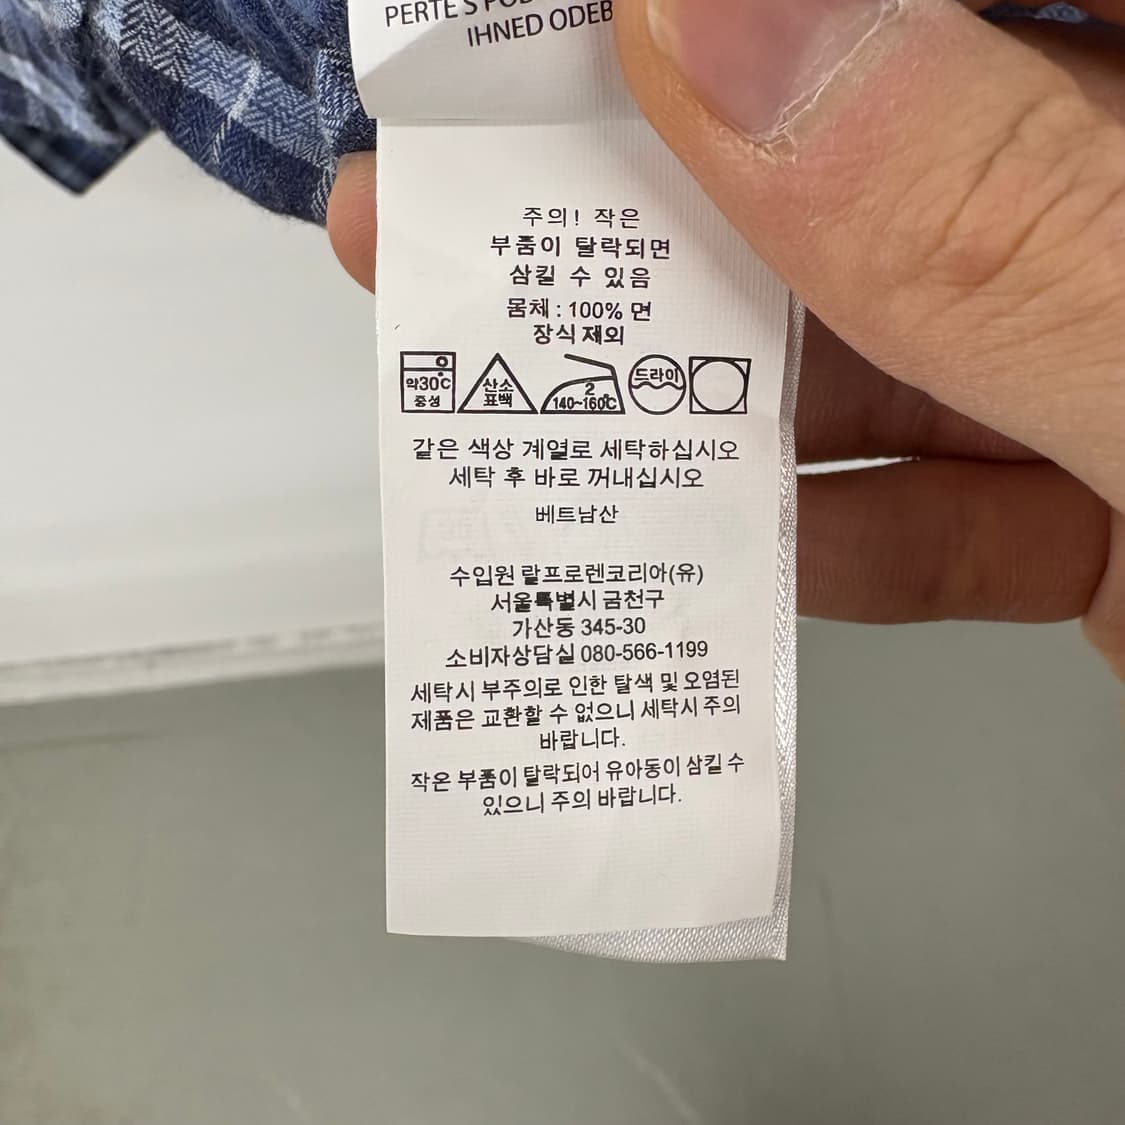 PERTE S POD
IHNED ODEB
주의! 작은
부품이 탈락되면
삼킬 수 있음
몸체 : 100% 면
장식 제외
약30℃
중성
산소
표백
2
140~160℃
드라이
같은 색상 계열로 세탁하십시오
세탁 후 바로 꺼내십시오
베트남산
수입원 랄프로렌코리아(유)
서울특별시 금천구
가산동 345-30
소비자상담실 080-566-1199
세탁시 부주의로 인한 탈색 및 오염된
제품은 교환할 수 없으니 세탁시 주의
바랍니다.
작은 부품이 탈락되어 유아동이 삼킬 수
있으니 주의 바랍니다.